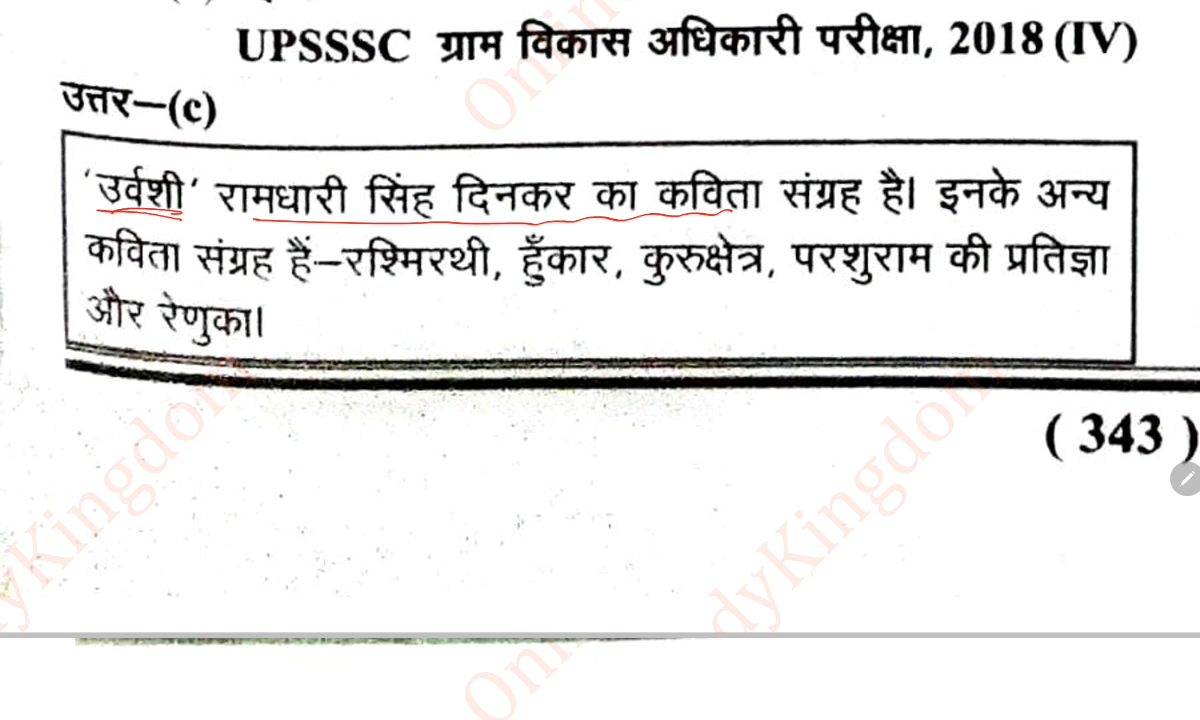 UPSSSC ग्राम विकास अधिकारी परीक्षा, 2018 (IV)
उत्तर—(c)
‘उर्वशी’ रामधारी सिंह दिनकर का कविता संग्रह है। इनके अन्य
कविता संग्रह हैं—रश्मिरथी, हुँकार, कुरुक्षेत्र, परशुराम की प्रतिज्ञा
और रेणुका।
( 343 )